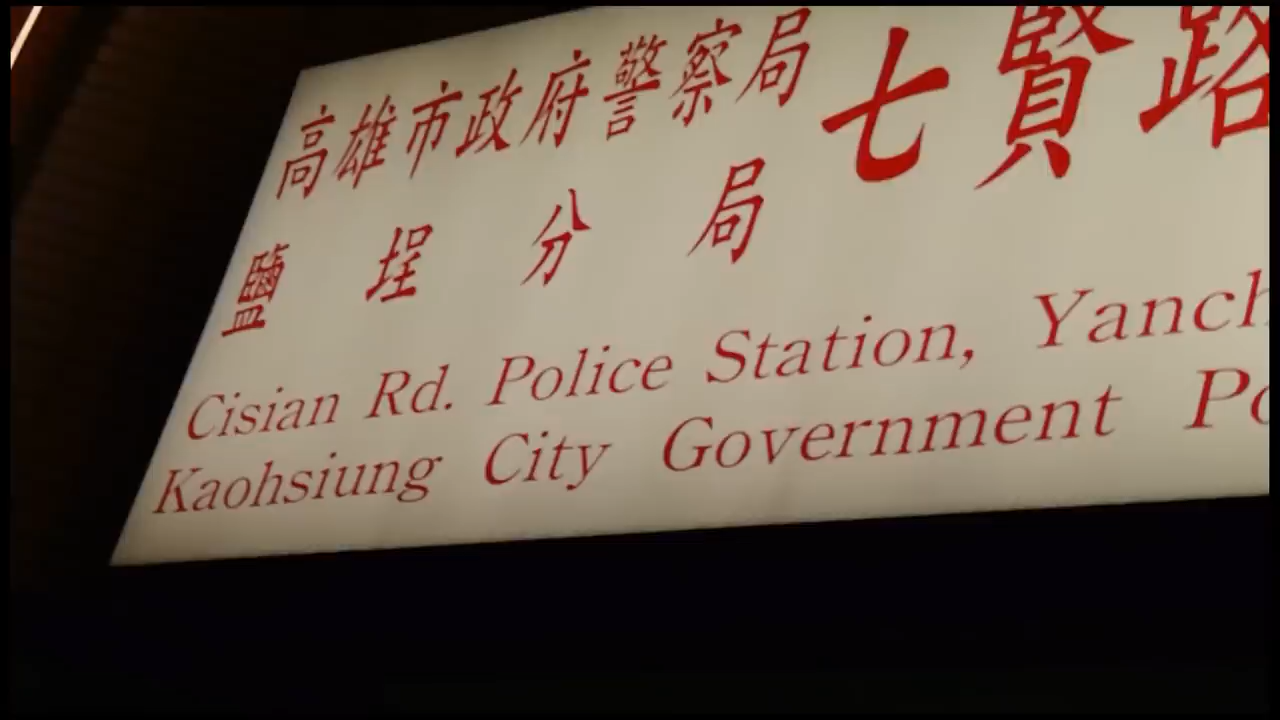 高雄市政府警察局
鹽埕分局
七賢路
Cisian Rd. Police Station, Yanch
Kaohsiung City Government Po